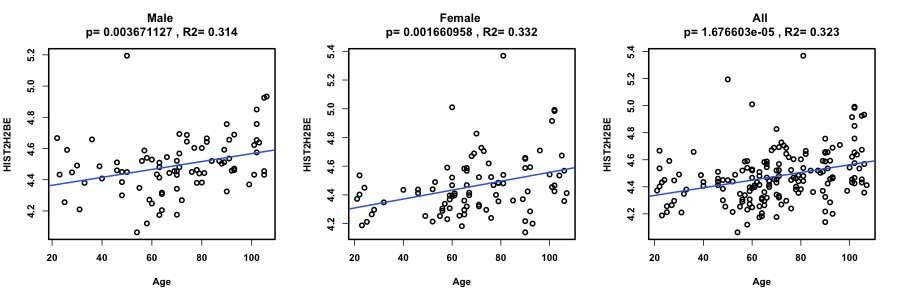 Male
p= 0.003671127 , R2= 0.314
HIST2H2BE
5.2
5.0
4.8
4.6
4.4
4.2
20 40 60 80 100
Age
Female
p= 0.001660958 , R2= 0.332
HIST2H2BE
5.4
5.2
5.0
4.8
4.6
4.4
4.2
20 40 60 80 100
Age
All
p= 1.676603e-05 , R2= 0.323
HIST2H2BE
5.4
5.2
5.0
4.8
4.6
4.4
4.2
20 40 60 80 100
Age